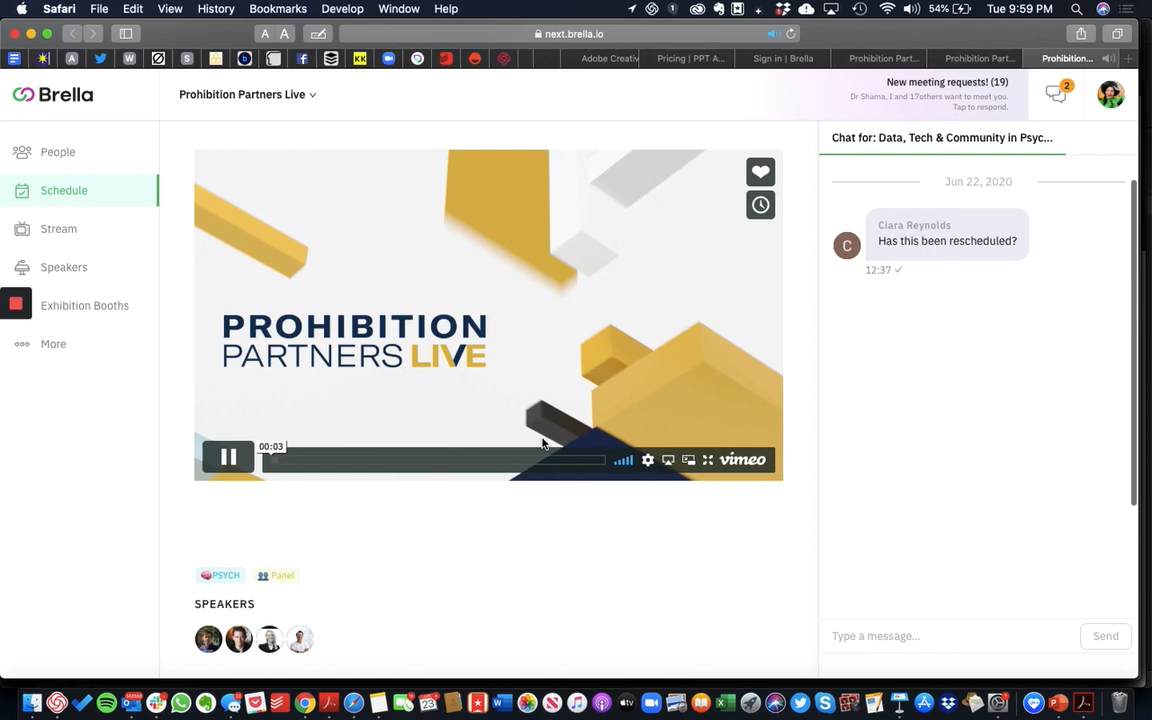 Safari File Edit View History Bookmarks Develop Window Help 54% Tue 9:59 PM
A A next.brella.io
Adobe Creativ Pricing | PPT A... Sign in | Brella Prohibition Part... Prohibition Part... Prohibition...
Brella
Prohibition Partners Live
New meeting requests! (19)
Dr Shama, I and 17others want to meet you.
Tap to respond.
2
People
Schedule
Stream
Speakers
Exhibition Booths
More
PROHIBITION
PARTNERS LIVE
00:03
vimeo
PSYCH Panel
SPEAKERS
Chat for: Data, Tech & Community in Psyc...
Jun 22, 2020
C
Ciara Reynolds
Has this been rescheduled?
12:37
Type a message...
Send